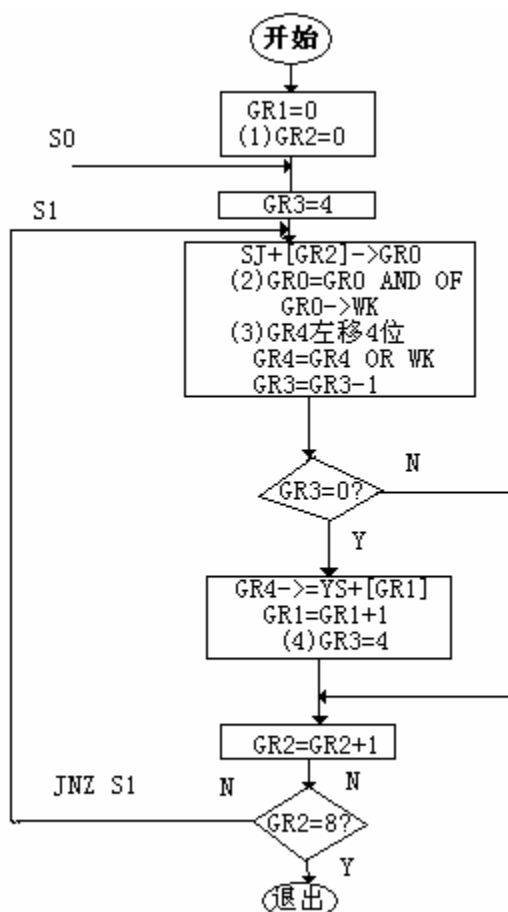 开始
GR1=0
(1)GR2=0
S0
GR3=4
S1
SJ+[GR2]->GR0
(2)GR0=GR0 AND OF
GR0->WK
(3)GR4左移4位
GR4=GR4 OR WK
GR3=GR3-1
N
GR3=0?
Y
GR4->=YS+[GR1]
GR1=GR1+1
(4)GR3=4
GR2=GR2+1
JNZ S1
N
N
GR2=8?
Y
退出